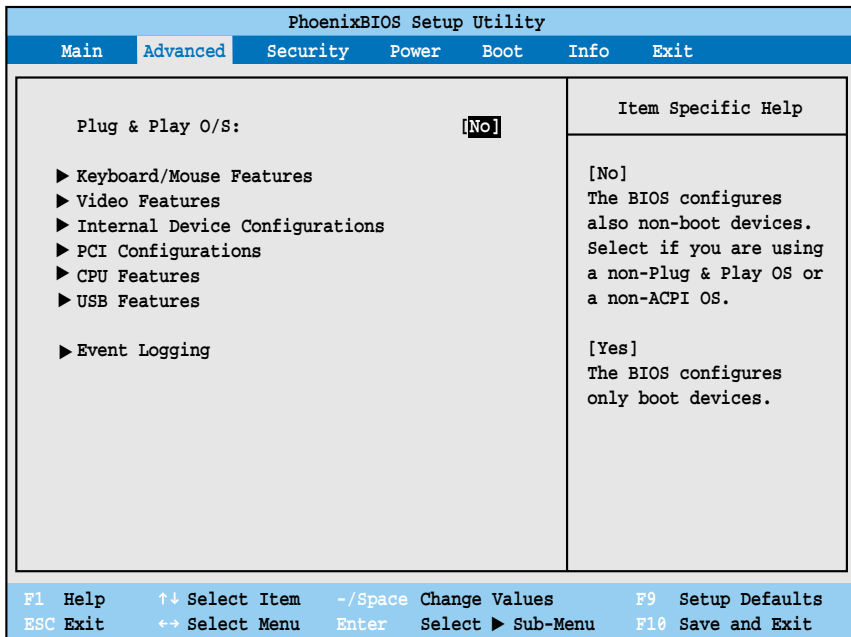 PhoenixBIOS Setup Utility
Main Advanced Security Power Boot Info Exit
Plug & Play O/S: [No]
▶ Keyboard/Mouse Features
▶ Video Features
▶ Internal Device Configurations
▶ PCI Configurations
▶ CPU Features
▶ USB Features
▶ Event Logging
Item Specific Help
[No]
The BIOS configures
also non-boot devices.
Select if you are using
a non-Plug & Play OS or
a non-ACPI OS.
[Yes]
The BIOS configures
only boot devices.
F1 Help ↑↓ Select Item -/Space Change Values F9 Setup Defaults
ESC Exit ←→ Select Menu Enter Select ▶ Sub-Menu F10 Save and Exit